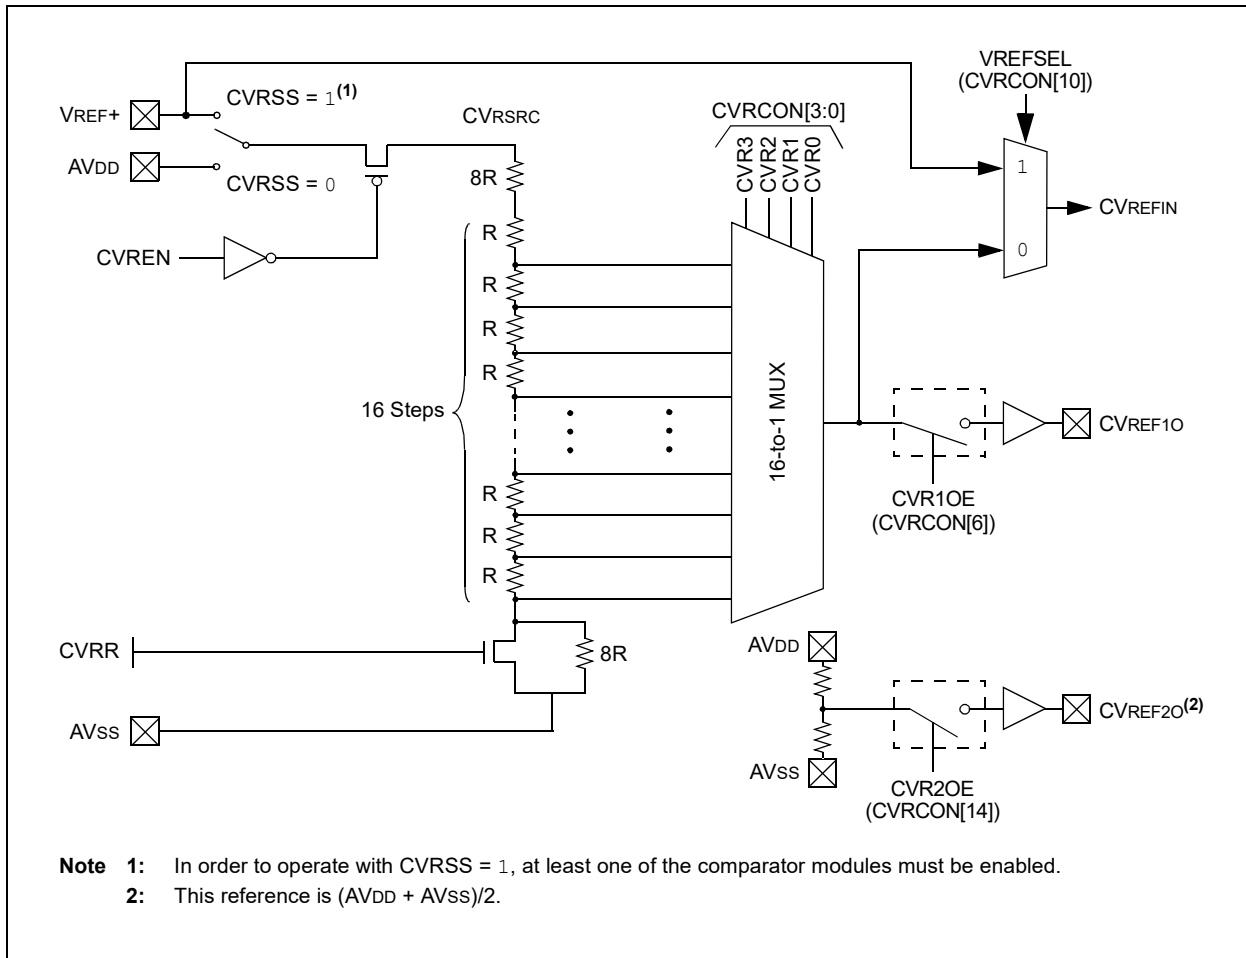 VREFSEL
(CVRCON[10])
VREF+
CVRSS = 1(1)
CVRSRC
CVRCON[3:0]
CVR3
CVR2
CVR1
CVR0
AVDD
CVRSS = 0
8R
1
CVREFIN
CVREN
R
0
R
R
R
16 Steps
16-to-1 MUX
CVREF1O
R
CVR1OE
(CVRCON[6])
R
R
CVRR
8R
AVDD
AVSS
CVREF2O(2)
AVSS
CVR2OE
(CVRCON[14])
Note 1: In order to operate with CVRSS = 1, at least one of the comparator modules must be enabled.
2: This reference is (AVDD + AVSS)/2.